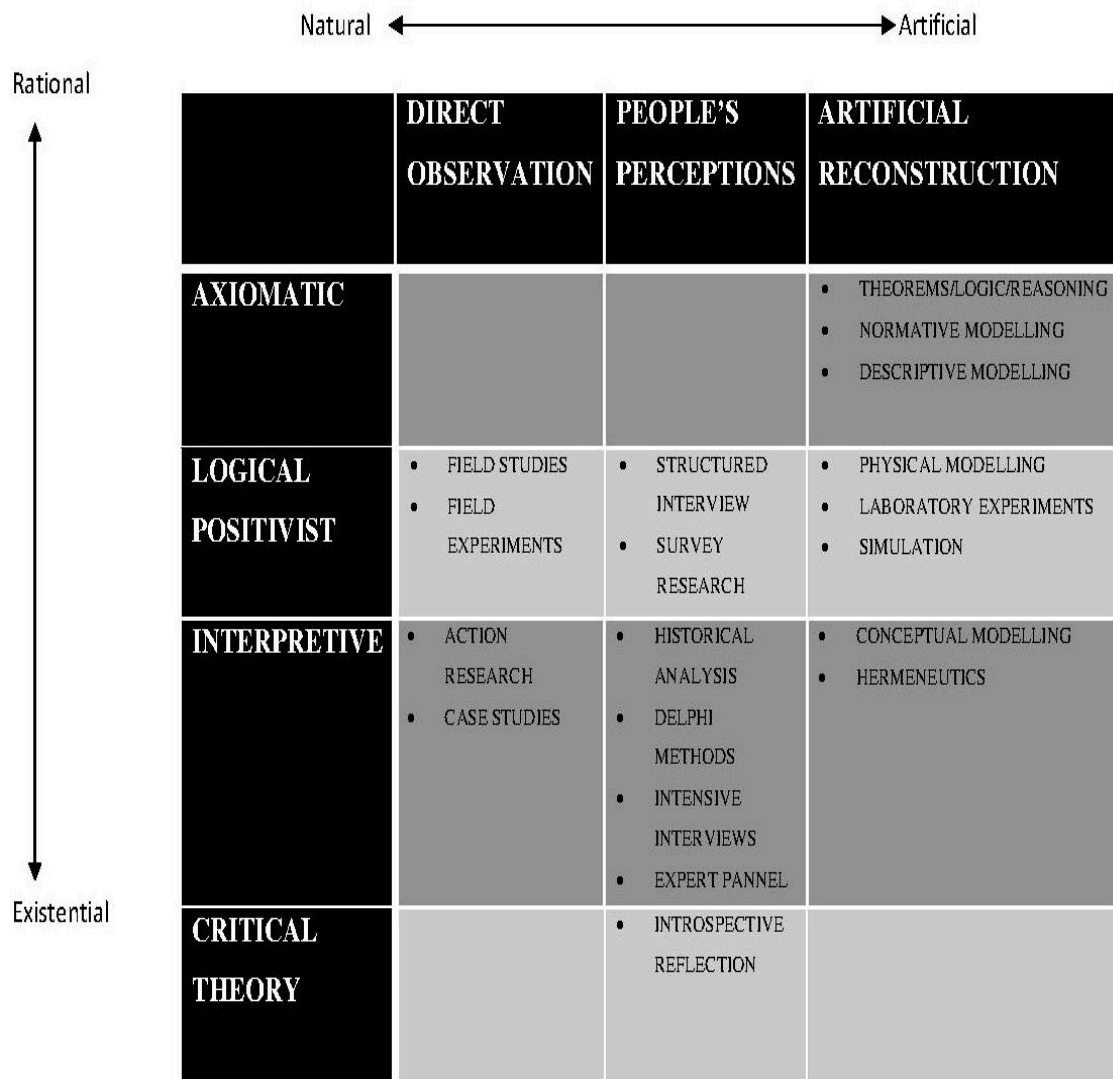 Natural Artificial
Rational
DIRECT OBSERVATION
PEOPLE'S PERCEPTIONS
ARTIFICIAL RECONSTRUCTION
AXIOMATIC
• THEOREMS/LOGIC/REASONING
• NORMATIVE MODELLING
• DESCRIPTIVE MODELLING
LOGICAL
POSITIVIST
• FIELD STUDIES
• FIELD
EXPERIMENTS
• STRUCTURED
INTERVIEW
• SURVEY
RESEARCH
• PHYSICAL MODELLING
• LABORATORY EXPERIMENTS
• SIMULATION
INTERPRETIVE
• ACTION
RESEARCH
• CASE STUDIES
• HISTORICAL
ANALYSIS
• DELPHI
METHODS
• INTENSIVE
INTERVIEWS
• EXPERT PANNEL
• CONCEPTUAL MODELLING
• HERMENEUTICS
Existential
CRITICAL
THEORY
• INTROSPECTIVE
REFLECTION